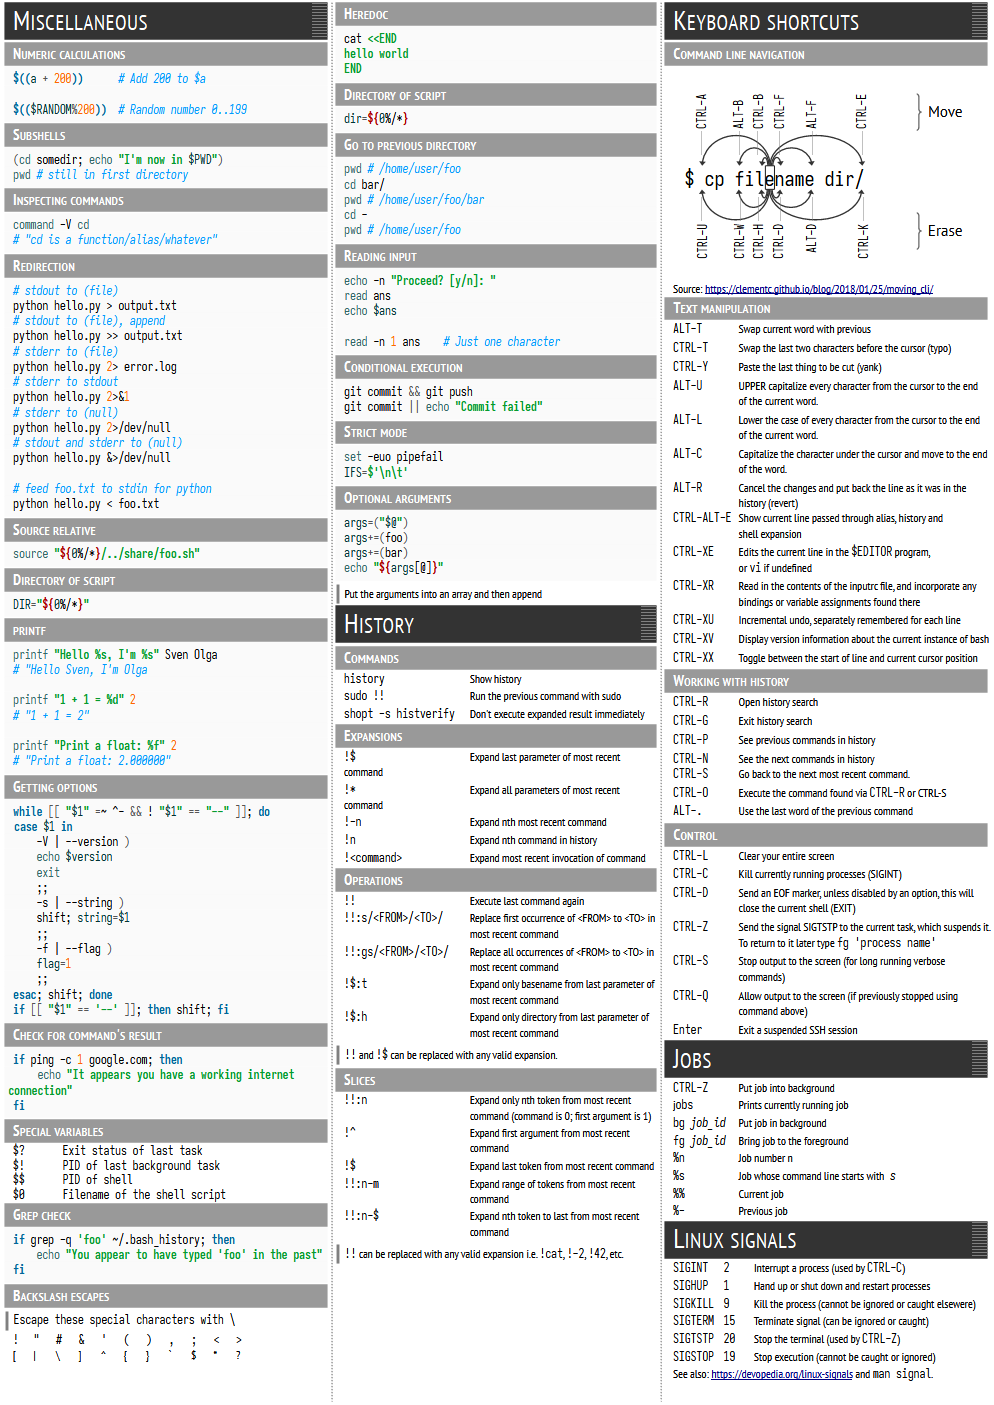 MISCELLANEOUS
NUMERIC CALCULATIONS
$((a + 200))     # Add 200 to $a
$(($RANDOM%200))  # Random number 0..199
SUBSHELLS
(cd somedir; echo "I'm now in $PWD")
pwd # still in first directory
INSPECTING COMMANDS
command -V cd
# "cd is a function/alias/whatever"
REDIRECTION
# stdout to (file)
python hello.py > output.txt
# stdout to (file), append
python hello.py >> output.txt
# stderr to (file)
python hello.py 2> error.log
# stderr to stdout
python hello.py 2>&1
# stderr to (null)
python hello.py 2>/dev/null
# stdout and stderr to (null)
python hello.py &>/dev/null
# feed foo.txt to stdin for python
python hello.py < foo.txt
SOURCE RELATIVE
source "${0%/*}/../share/foo.sh"
DIRECTORY OF SCRIPT
DIR="${0%/*}"
PRINTF
printf "Hello %s, I'm %s" Sven Olga
# "Hello Sven, I'm Olga
printf "1 + 1 = %d" 2
# "1 + 1 = 2"
printf "Print a float: %f" 2
# "Print a float: 2.000000"
GETTING OPTIONS
while [[ "$1" =~ ^- && ! "$1" == "--" ]]; do
case $1 in
-V | --version )
echo $version
exit
;;
-s | --string )
shift; string=$1
;;
-f | --flag )
flag=1
;;
esac; shift; done
if [[ "$1" == '--' ]]; then shift; fi
CHECK FOR COMMAND'S RESULT
if ping -c 1 google.com; then
echo "It appears you have a working internet
connection"
fi
SPECIAL VARIABLES
$?     Exit status of last task
$!     PID of last background task
$$     PID of shell
$0     Filename of the shell script
GREP CHECK
if grep -q 'foo' ~/.bash_history; then
echo "You appear to have typed 'foo' in the past"
fi
BACKSLASH ESCAPES
Escape these special characters with \
! " # & ' ( ) , ; < >
[ | \ ] ^ { } ` $ * ?
HEREDOC
cat <<END
hello world
END
DIRECTORY OF SCRIPT
dir=${0%/*}
GO TO PREVIOUS DIRECTORY
pwd # /home/user/foo
cd bar/
pwd # /home/user/foo/bar
cd -
pwd # /home/user/foo
READING INPUT
echo -n "Proceed? [y/n]: "
read ans
echo $ans
read -n 1 ans    # Just one character
CONDITIONAL EXECUTION
git commit && git push
git commit || echo "Commit failed"
STRICT MODE
set -euo pipefail
IFS=$'\n\t'
OPTIONAL ARGUMENTS
args=("$@")
args+=(foo)
args+=(bar)
echo "${args[@]}"
Put the arguments into an array and then append
HISTORY
COMMANDS
history     Show history
sudo !!     Run the previous command with sudo
shopt -s histverify     Don't execute expanded result immediately
EXPANSIONS
!$     Expand last parameter of most recent
command
!*     Expand all parameters of most recent
command
!-n     Expand nth most recent command
!n     Expand nth command in history
!<command>     Expand most recent invocation of command
OPERATIONS
!!     Execute last command again
!!:s/<FROM>/<TO>/     Replace first occurrence of <FROM> to <TO> in
most recent command
!!:gs/<FROM>/<TO>/     Replace all occurrences of <FROM> to <TO> in
most recent command
!$:t     Expand only basename from last parameter of
most recent command
!$:h     Expand only directory from last parameter of
most recent command
!! and !$ can be replaced with any valid expansion.
SLICES
!!:n     Expand only nth token from most recent
command (command is 0; first argument is 1)
!^     Expand first argument from most recent
command
!$     Expand last token from most recent command
!!:n-m     Expand range of tokens from most recent
command
!!:n-$     Expand nth token to last from most recent
command
!! can be replaced with any valid expansion i.e. !cat, !-2, !42, etc.
KEYBOARD SHORTCUTS
COMMAND LINE NAVIGATION
CTRL-A ALT-B CTRL-B CTRL-F ALT-F CTRL-E
Move
$ cp filename dir/
CTRL-U CTRL-W CTRL-H CTRL-D ALT-D CTRL-K
Erase
Source: https://clementc.github.io/blog/2018/01/25/moving_cli/
TEXT MANIPULATION
ALT-T     Swap current word with previous
CTRL-T     Swap the last two characters before the cursor (typo)
CTRL-Y     Paste the last thing to be cut (yank)
ALT-U     UPPER capitalize every character from the cursor to the end
of the current word.
ALT-L     Lower the case of every character from the cursor to the end
of the current word.
ALT-C     Capitalize the character under the cursor and move to the end
of the word.
ALT-R     Cancel the changes and put back the line as it was in the
history (revert)
CTRL-ALT-E     Show current line passed through alias, history and
shell expansion
CTRL-XE     Edits the current line in the $EDITOR program,
or vi if undefined
CTRL-XR     Read in the contents of the inputrc file, and incorporate any
bindings or variable assignments found there
CTRL-XU     Incremental undo, separately remembered for each line
CTRL-XV     Display version information about the current instance of bash
CTRL-XX     Toggle between the start of line and current cursor position
WORKING WITH HISTORY
CTRL-R     Open history search
CTRL-G     Exit history search
CTRL-P     See previous commands in history
CTRL-N     See the next commands in history
CTRL-S     Go back to the next most recent command.
CTRL-O     Execute the command found via CTRL-R or CTRL-S
ALT-.     Use the last word of the previous command
CONTROL
CTRL-L     Clear your entire screen
CTRL-C     Kill currently running processes (SIGINT)
CTRL-D     Send an EOF marker, unless disabled by an option, this will
close the current shell (EXIT)
CTRL-Z     Send the signal SIGTSTP to the current task, which suspends it.
To return to it later type fg 'process name'
CTRL-S     Stop output to the screen (for long running verbose
commands)
CTRL-Q     Allow output to the screen (if previously stopped using
command above)
Enter     Exit a suspended SSH session
JOBS
CTRL-Z     Put job into background
jobs     Prints currently running job
bg job_id     Put job in background
fg job_id     Bring job to the foreground
%n     Job number n
%s     Job whose command line starts with s
%%     Current job
%-     Previous job
LINUX SIGNALS
SIGINT 2     Interrupt a process (used by CTRL-C)
SIGHUP 1     Hand up or shut down and restart processes
SIGKILL 9     Kill the process (cannot be ignored or caught elsewere)
SIGTERM 15     Terminate signal (can be ignored or caught)
SIGTSTP 20     Stop the terminal (used by CTRL-Z)
SIGSTOP 19     Stop execution (cannot be caught or ignored)
See also: https://devopedia.org/linux-signals and man signal.